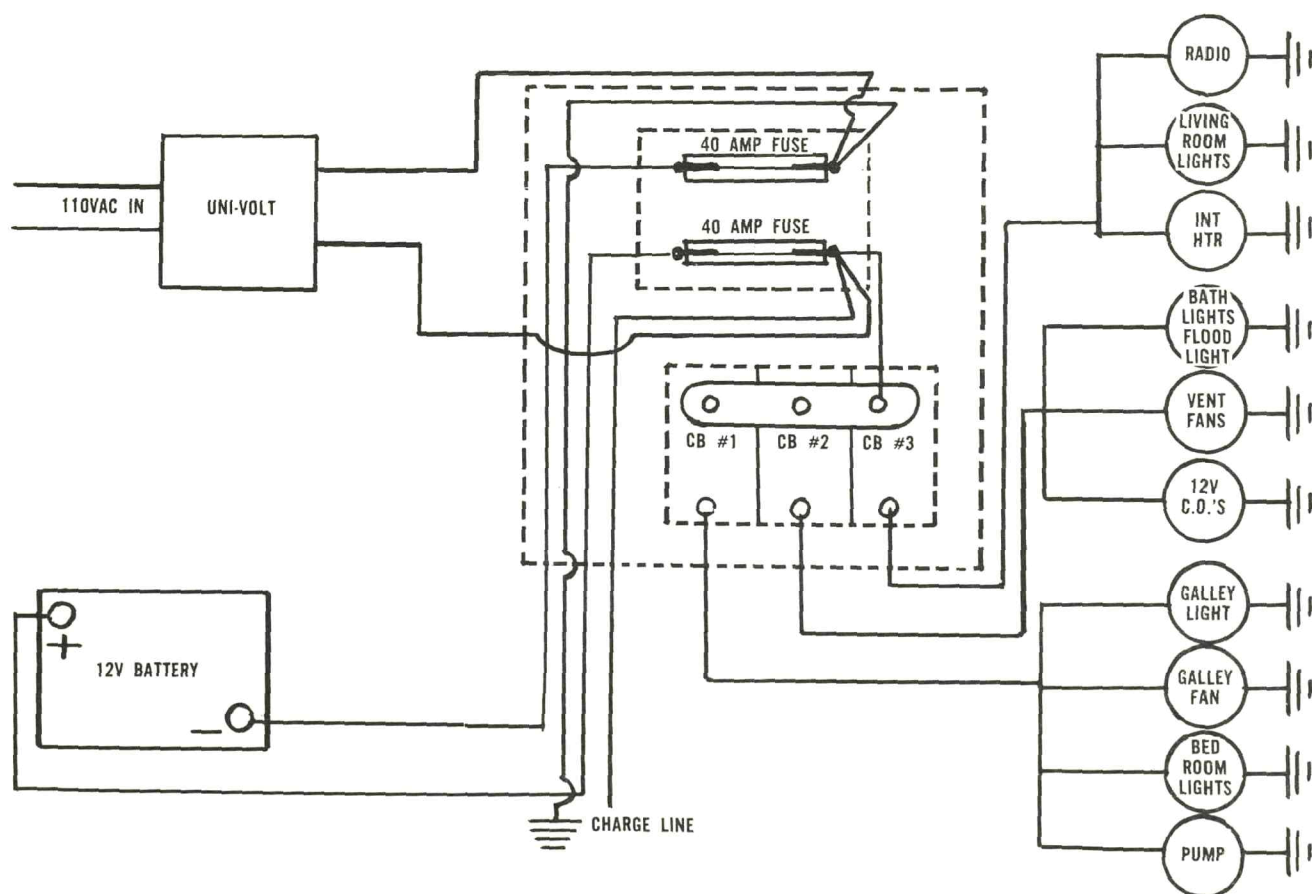 110VAC IN
UNI-VOLT
40 AMP FUSE
40 AMP FUSE
CB #1
CB #2
CB #3
+
12V BATTERY
—
CHARGE LINE
RADIO
LIVING
ROOM
LIGHTS
INT
HTR
BATH
LIGHTS
FLOOD
LIGHT
VENT
FANS
12V
C.O.'S
GALLEY
LIGHT
GALLEY
FAN
BED
ROOM
LIGHTS
PUMP